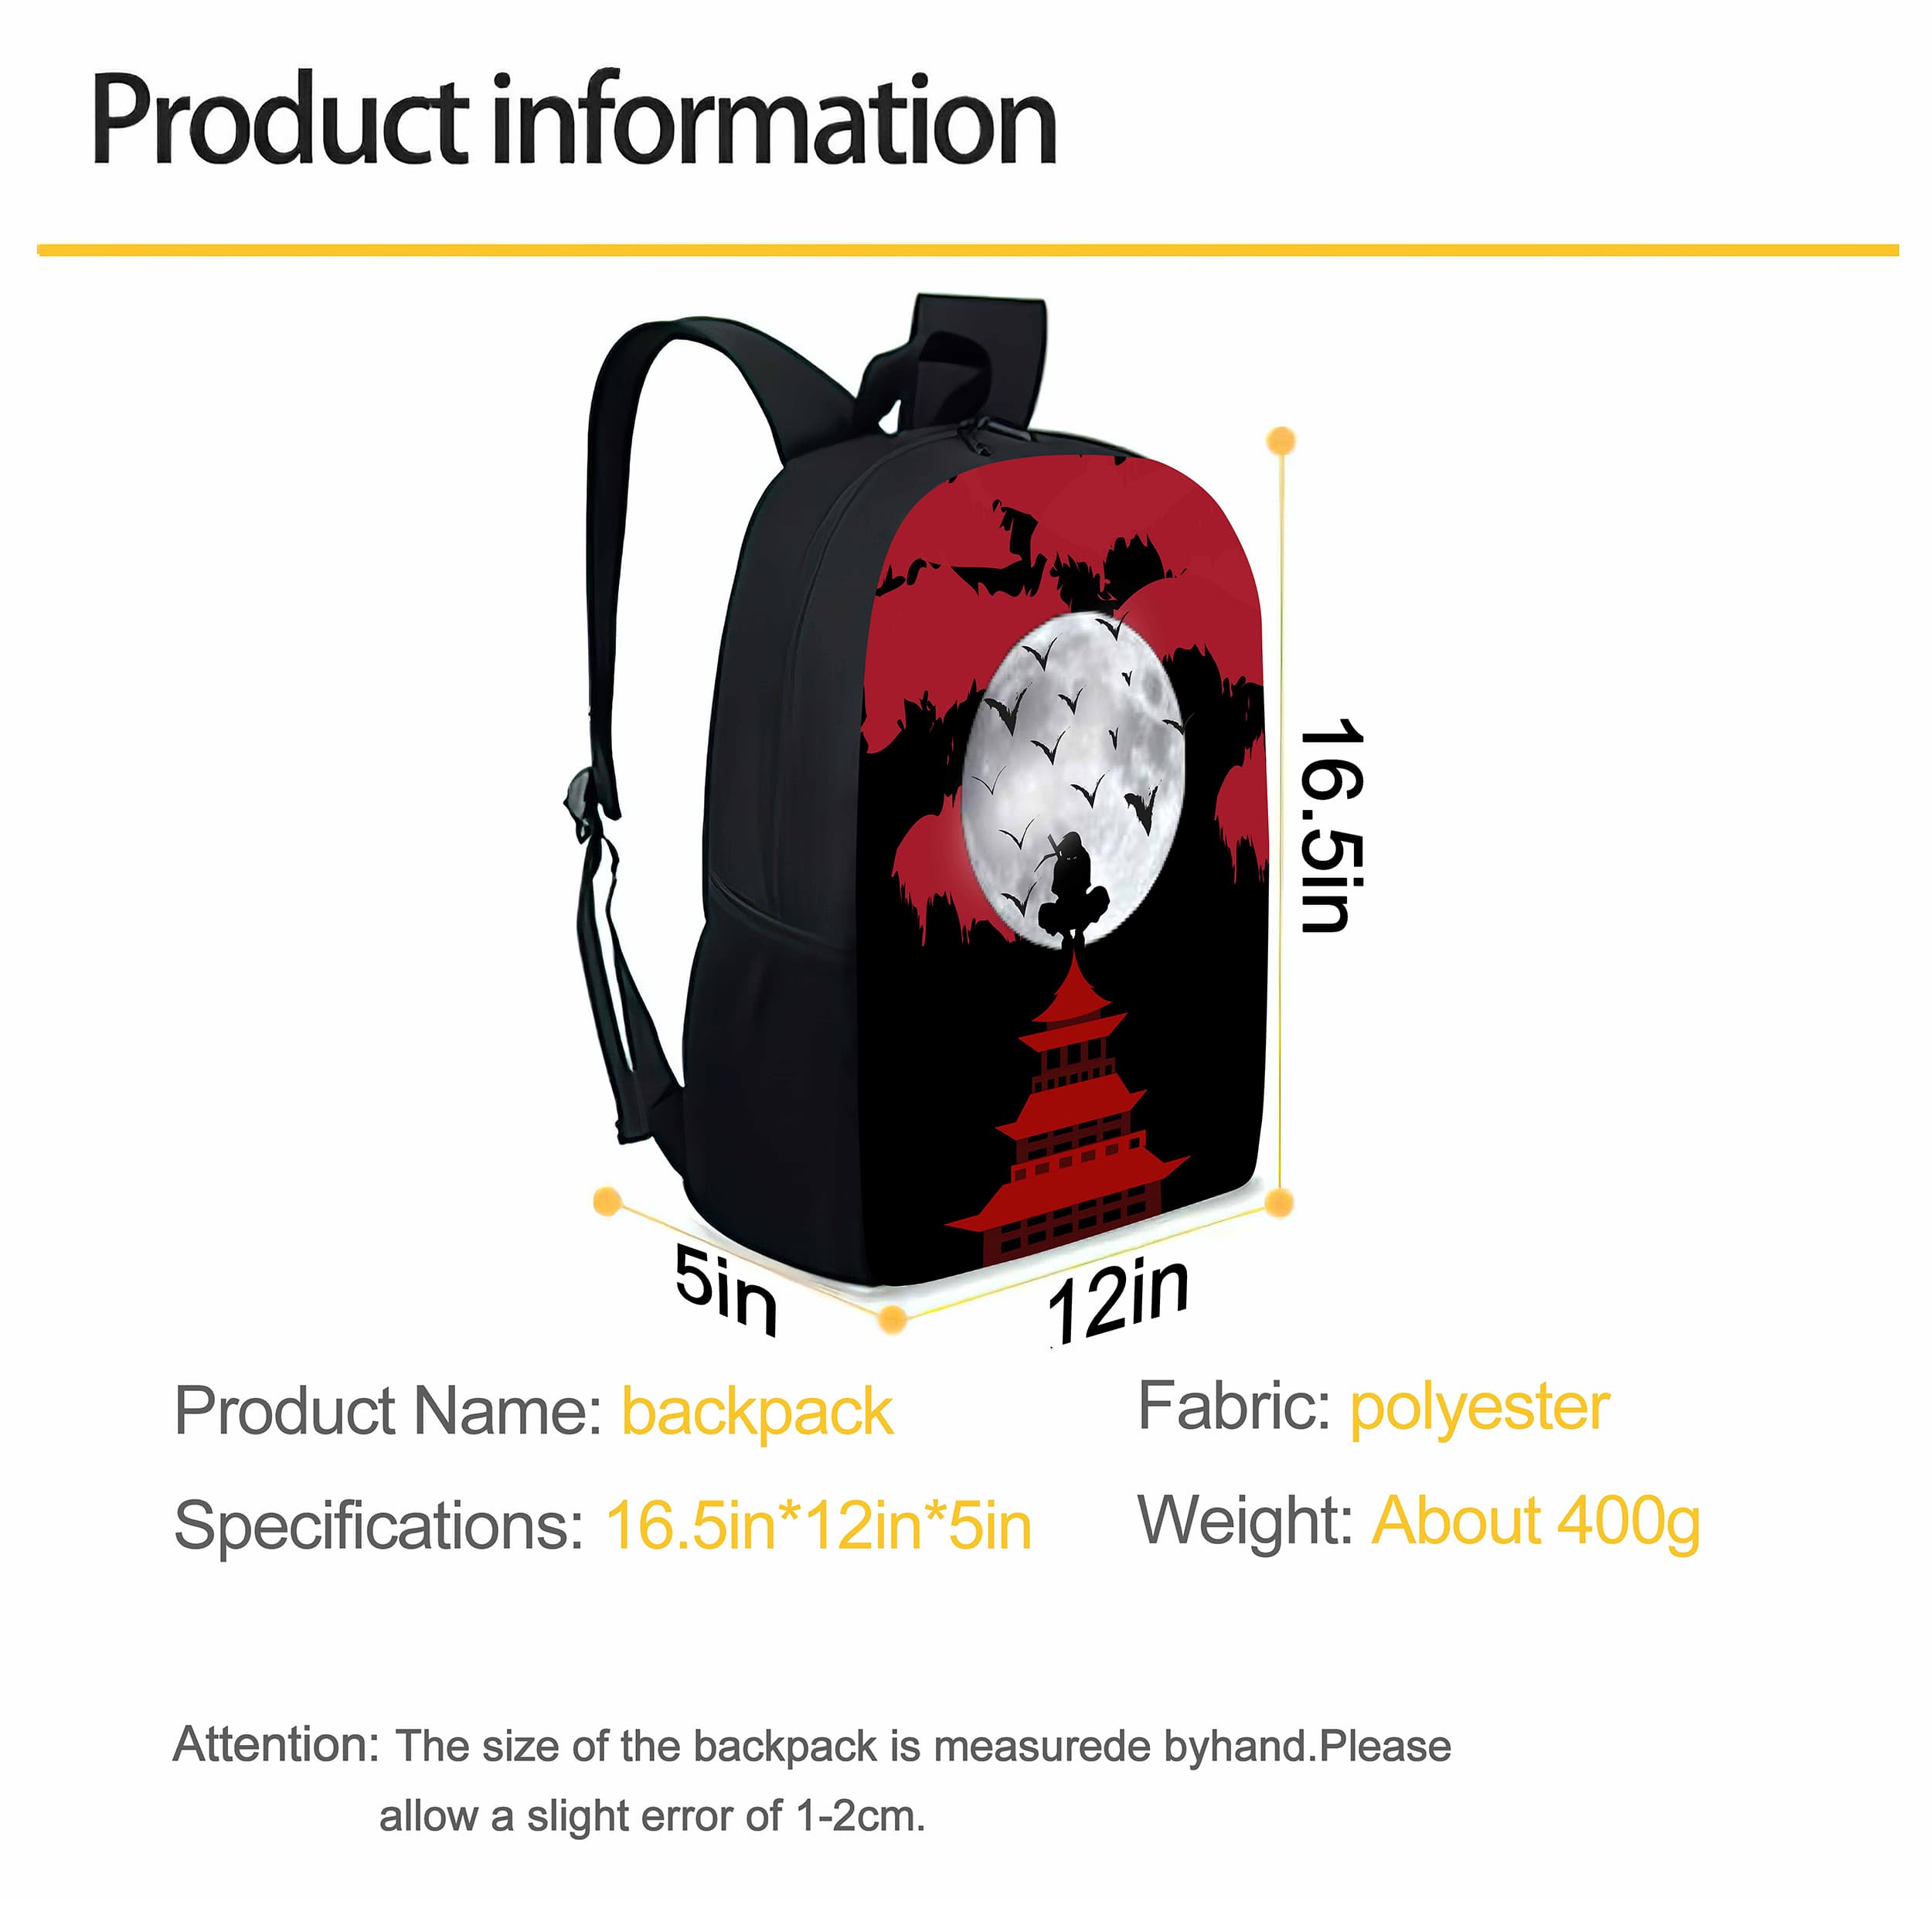 Product information
16.5in
5in
12in
Product Name: backpack
Fabric: polyester
Specifications: 16.5in*12in*5in
Weight: About 400g
Attention: The size of the backpack is measurede byhand.Please
allow a slight error of 1-2cm.